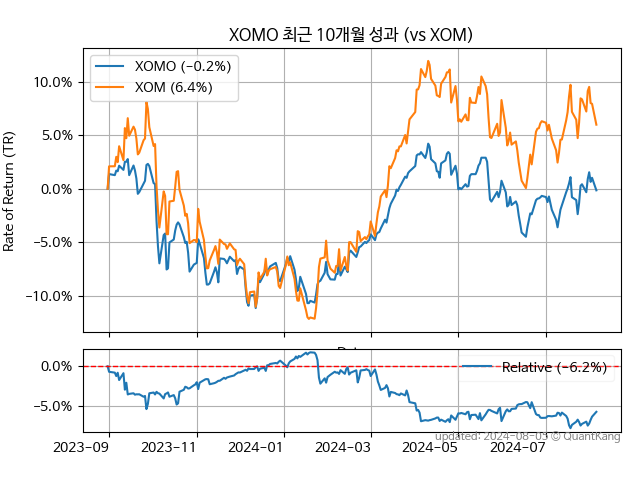 XOMO 최근 10개월 성과 (vs XOM)
Rate of Return (TR)
XOMO (−0.2%)
XOM (6.4%)
10.0%
5.0%
0.0%
−5.0%
−10.0%
Relative (−6.2%)
0.0%
−5.0%
2023-09
2023-11
2024-01
2024-03
2024-05
2024-07
updated: 2024-08-05 © QuantKang